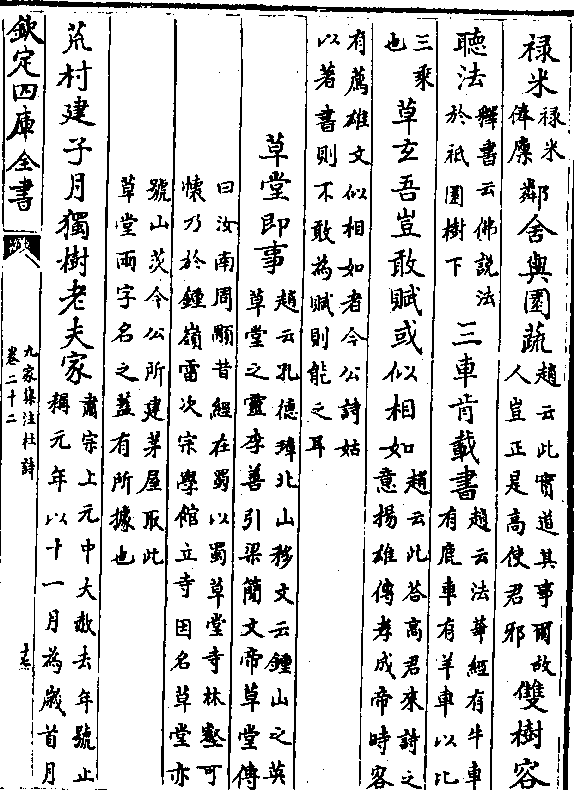 禄米禄米俸廩鄰舍與園蔬趙云此實道其事爾故人豈正是高使君邪雙樹容
聽法釋書云佛說法於祇園樹下三車肯載書趙云法華經有牛車有鹿車有羊車以比
三乘也草玄吾豈敢賦或似相如趙云此答高君來詩之意揚雄傳孝成帝時客
有薦雄文似相如者今公詩姑以著書則不敢為賦則能之耳
草堂即事趙云孔德璋北山移文云鍾山之英草堂之靈李善引梁簡文帝草堂傳
曰汝南周顒昔經在蜀以蜀草堂寺林壑可懷乃於鍾嶺雷次宗學館立寺因名草堂亦
號山茨今公所建茅屋取此草堂兩字名之蓋有所據也
荒村建子月獨樹老夫家肅宗上元中大赦去年號止稱元年以十一月為歲首月
欽定四庫全書
九家集注杜詩
卷二十二